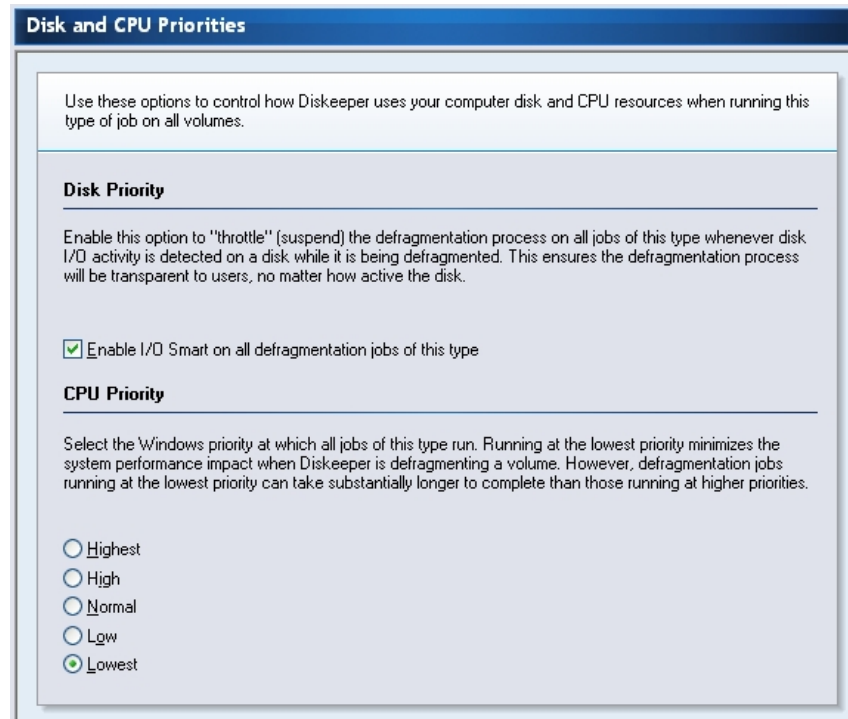 Disk and CPU Priorities
Use these options to control how Diskeeper uses your computer disk and CPU resources when running this
type of job on all volumes.
Disk Priority
Enable this option to "throttle" (suspend) the defragmentation process on all jobs of this type whenever disk
I/O activity is detected on a disk while it is being defragmented. This ensures the defragmentation process
will be transparent to users, no matter how active the disk.
Enable I/O Smart on all defragmentation jobs of this type
CPU Priority
Select the Windows priority at which all jobs of this type run. Running at the lowest priority minimizes the
system performance impact when Diskeeper is defragmenting a volume. However, defragmentation jobs
running at the lowest priority can take substantially longer to complete than those running at higher priorities.
Highest
High
Normal
Low
Lowest